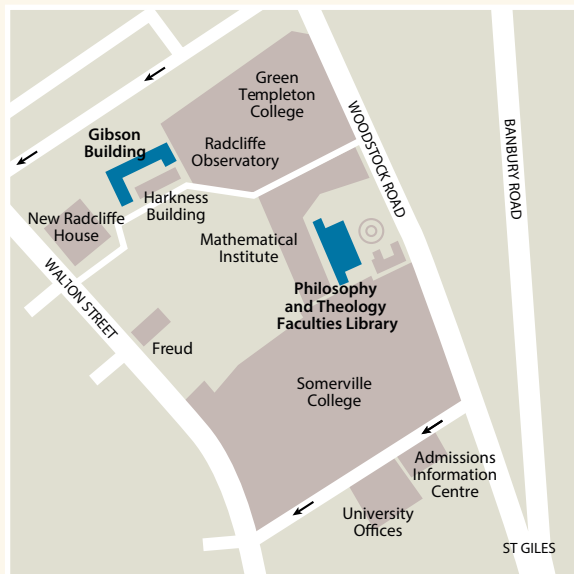 Green
Templeton
College
WOODSTOCK ROAD
BANBURY ROAD
Gibson
Building
Radcliffe
Observatory
Harkness
Building
New Radcliffe
House
Mathematical
Institute
WALTON STREET
Philosophy
and Theology
Faculties Library
Freud
Somerville
College
Admissions
Information
Centre
University
Offices
ST GILES